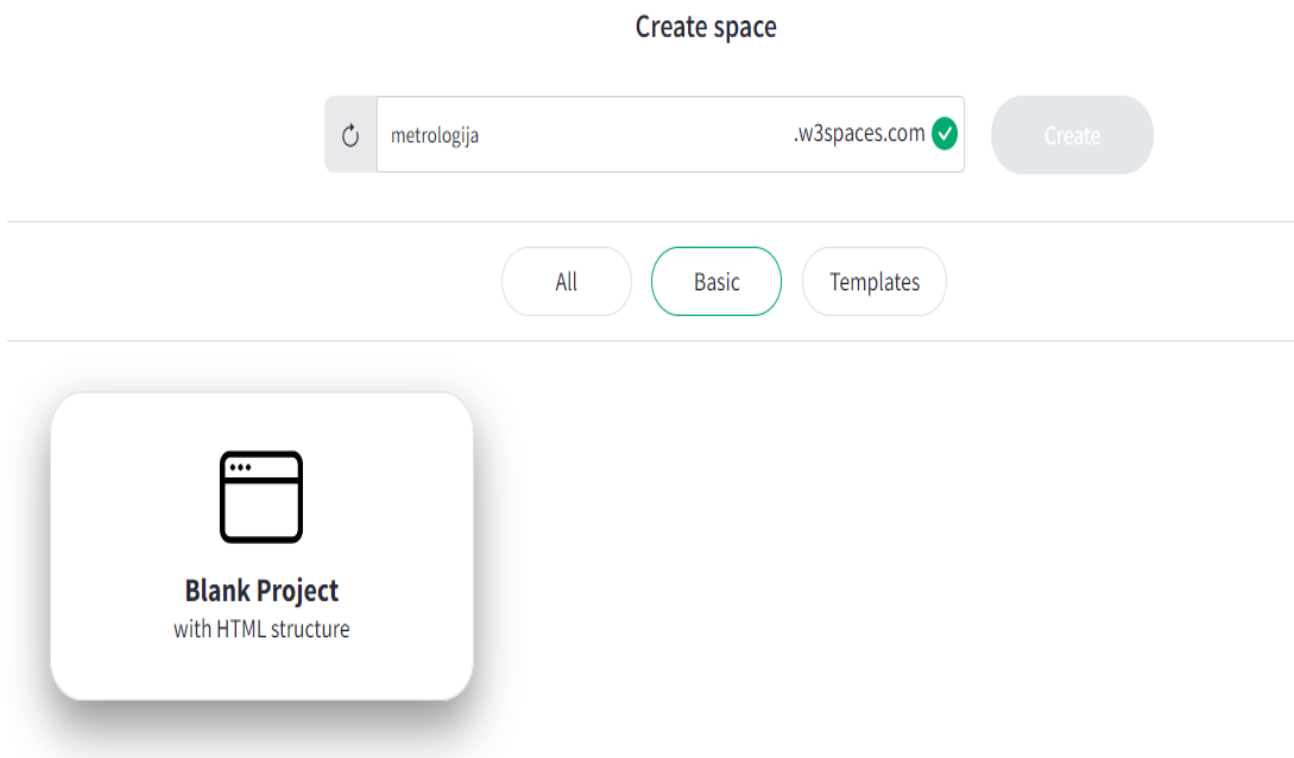 Create space
metrologija .w3spaces.com
Create
All Basic Templates
Blank Project
with HTML structure